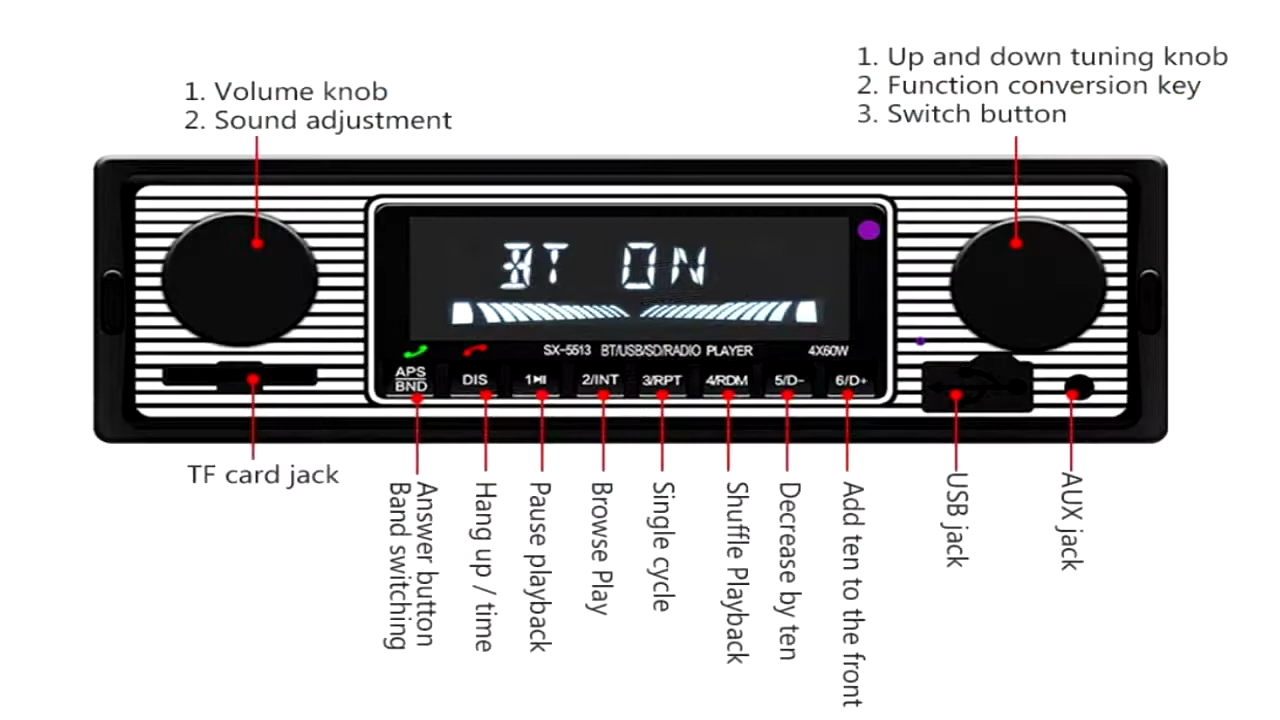 1. Up and down tuning knob
2. Function conversion key
3. Switch button
1. Volume knob
2. Sound adjustment
BT ON
SX-5513 BT/USB/SD/RADIO PLAYER 4X60W
APS
BND
DIS
1
2/INT
3/RPT
4/RDM
5/D-
6/D+
TF card jack
Answer button
Band switching
Hang up / time
Pause playback
Browse Play
Single cycle
Shuffle Playback
Decrease by ten
Add ten to the front
USB jack
AUX jack